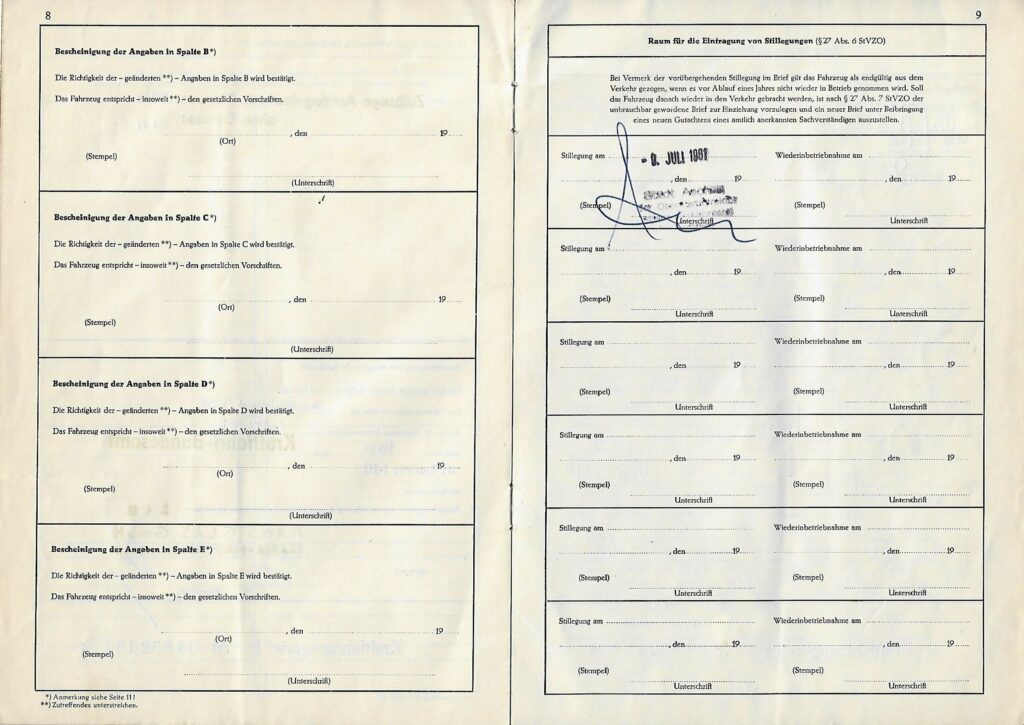 8
Bescheinigung der Angaben in Spalte B*)
Die Richtigkeit der – geänderten **) – Angaben in Spalte B wird bestätigt.
Das Fahrzeug entspricht – insoweit **) – den gesetzlichen Vorschriften.
, den 19
(Ort)
(Stempel)
(Unterschrift)
Bescheinigung der Angaben in Spalte C*)
Die Richtigkeit der – geänderten **) – Angaben in Spalte C wird bestätigt.
Das Fahrzeug entspricht – insoweit **) – den gesetzlichen Vorschriften.
, den 19
(Ort)
(Stempel)
(Unterschrift)
Bescheinigung der Angaben in Spalte D*)
Die Richtigkeit der – geänderten **) – Angaben in Spalte D wird bestätigt.
Das Fahrzeug entspricht – insoweit **) – den gesetzlichen Vorschriften.
, den 19
(Ort)
(Stempel)
(Unterschrift)
Bescheinigung der Angaben in Spalte E*)
Die Richtigkeit der – geänderten **) – Angaben in Spalte E wird bestätigt.
Das Fahrzeug entspricht – insoweit **) – den gesetzlichen Vorschriften.
, den 19
(Ort)
(Stempel)
(Unterschrift)
*) Anmerkung siehe Seite 11!
**) Zutreffendes unterstreichen.
9
Raum für die Eintragung von Stillegungen (§ 27 Abs. 6 StVZO)
Bei Vermerk der vorübergehenden Stillegung im Brief gilt das Fahrzeug als endgültig aus dem
Verkehr gezogen, wenn es vor Ablauf eines Jahres nicht wieder in Betrieb genommen wird. Soll
das Fahrzeug danach wieder in den Verkehr gebracht werden, ist nach § 27 Abs. 7 StVZO der
unbrauchbar gewordene Brief zur Einziehung vorzulegen und ein neuer Brief unter Beibringung
eines neuen Gutachtens eines amtlich anerkannten Sachverständigen auszustellen.
Stillegung am JULI Wiederinbetriebnahme am
, den 19 , den 19
Stadt
(Stempel) (Stempel)
Unterschrift Unterschrift
Stillegung am Wiederinbetriebnahme am
, den 19 , den 19
(Stempel) (Stempel)
Unterschrift Unterschrift
Stillegung am Wiederinbetriebnahme am
, den 19 , den 19
(Stempel) (Stempel)
Unterschrift Unterschrift
Stillegung am Wiederinbetriebnahme am
, den 19 , den 19
(Stempel) (Stempel)
Unterschrift Unterschrift
Stillegung am Wiederinbetriebnahme am
, den 19 , den 19
(Stempel) (Stempel)
Unterschrift Unterschrift
Stillegung am Wiederinbetriebnahme am
, den 19 , den 19
(Stempel) (Stempel)
Unterschrift Unterschrift